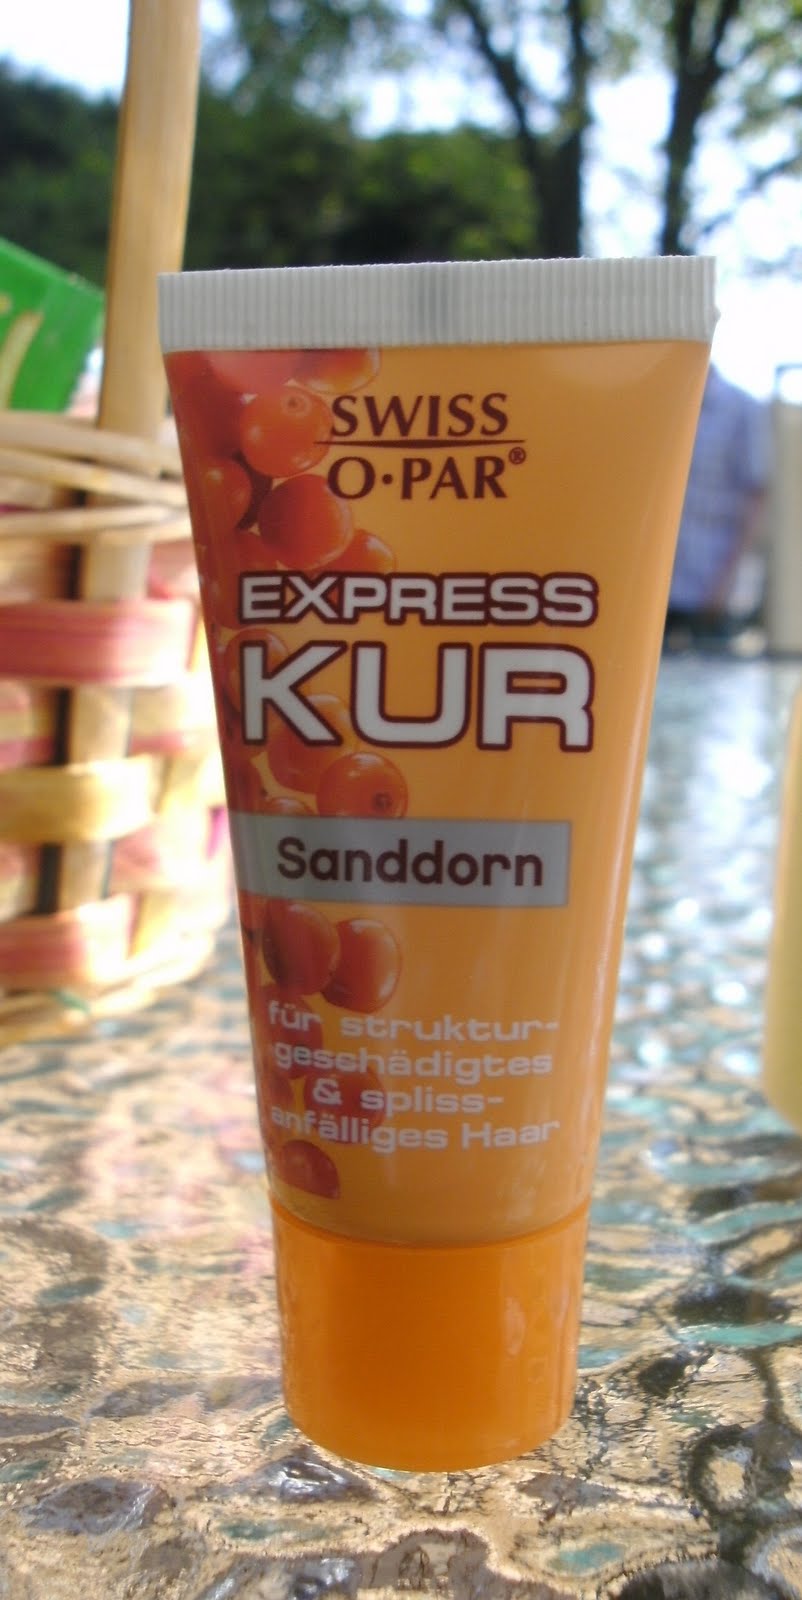 SWISS
O·PAR®
EXPRESS
KUR
Sanddorn
für struktur-
geschädigtes
& spliss-
anfälliges Haar